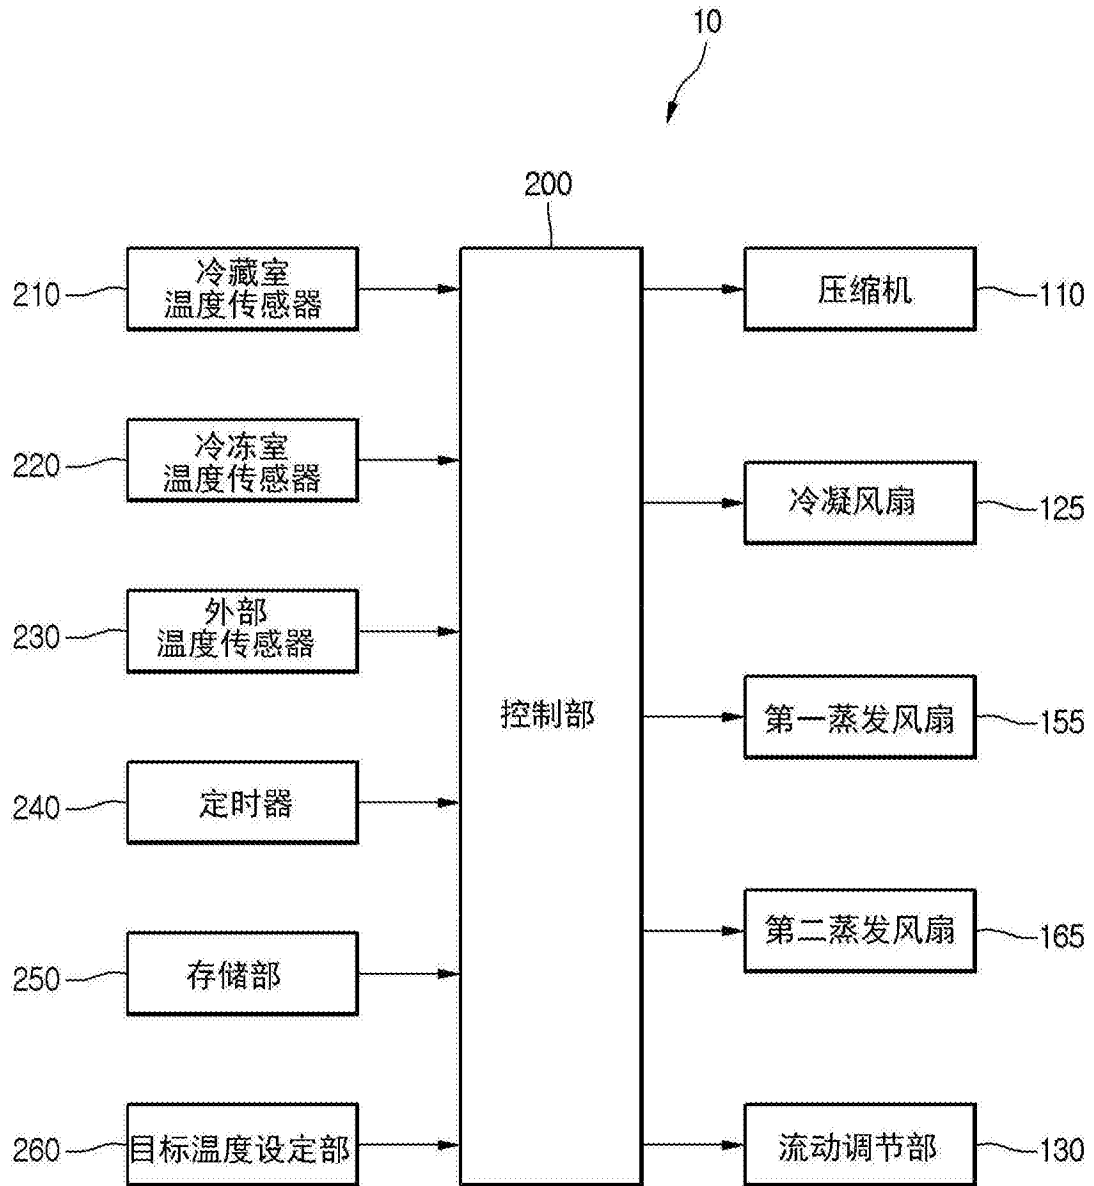 10
200
210
冷藏室
温度传感器
压缩机
110
220
冷冻室
温度传感器
冷凝风扇
125
230
外部
温度传感器
控制部
第一蒸发风扇
155
240
定时器
第二蒸发风扇
165
250
存储部
260
目标温度设定部
流动调节部
130